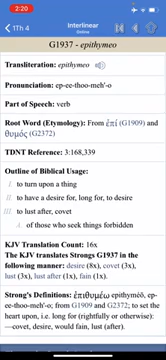 2:20
1Th 4
Interlinear
Online
G1937 - epithymeo
Transliteration: epithymeo
Pronunciation: ep-ee-thoo-meh'-o
Part of Speech: verb
Root Word (Etymology): From ἐπί (G1909) and
θυμός (G2372)
TDNT Reference: 3:168,339
Outline of Biblical Usage:
I. to turn upon a thing
II. to have a desire for, long for, to desire
III. to lust after, covet
A. of those who seek things forbidden
KJV Translation Count: 16x
The KJV translates Strongs G1937 in the
following manner: desire (8x), covet (3x),
lust (3x), lust after (1x), fain (1x).
Strong's Definitions: ἐπιθυμέω epithyméō, ep-
ee-thoo-meh'-o; from G1909 and G2372; to set the
heart upon, i.e. long for (rightfully or otherwise):
—covet, desire, would fain, lust (after).